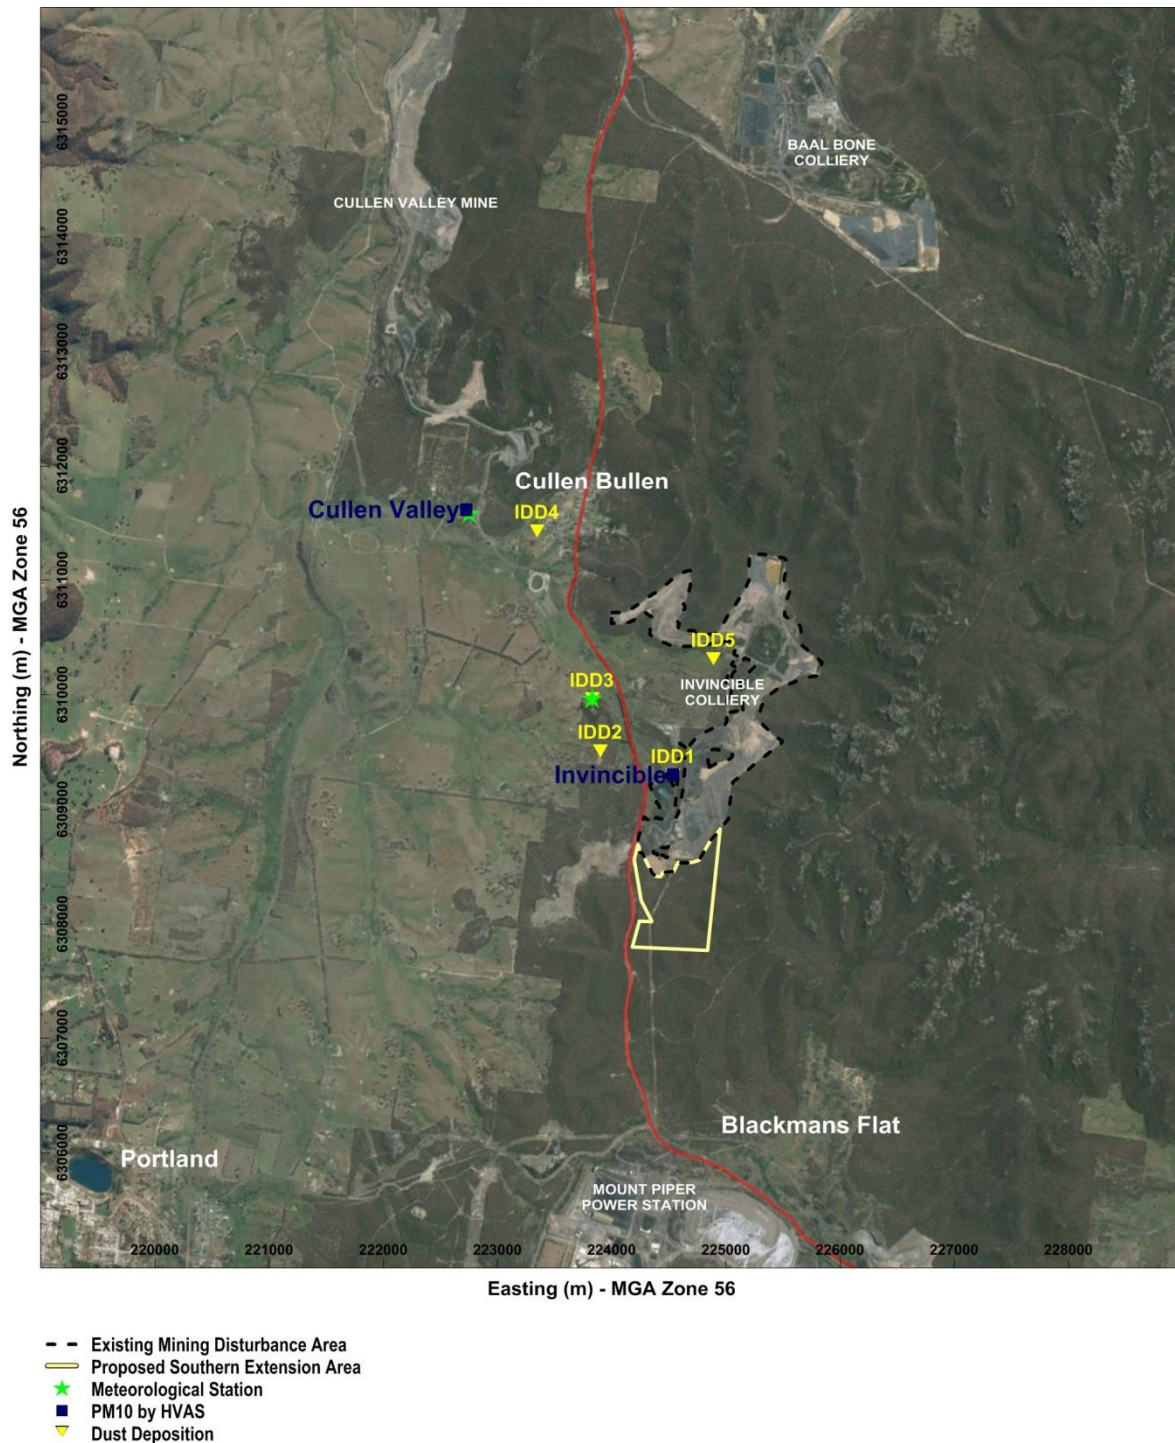 BAAL BONE
COLLIERY
CULLEN VALLEY MINE
Cullen Bullen
Cullen Valley
IDD4
IDD5
IDD3
INVINCIBLE
COLLIERY
IDD2
IDD1
Invincible
Blackmans Flat
Portland
MOUNT PIPER
POWER STATION
6315000
6314000
6313000
6312000
6311000
6310000
6309000
6308000
6307000
6306000
Northing (m) - MGA Zone 56
220000 221000 222000 223000 224000 225000 226000 227000 228000
Easting (m) - MGA Zone 56
Existing Mining Disturbance Area
Proposed Southern Extension Area
Meteorological Station
PM10 by HVAS
Dust Deposition